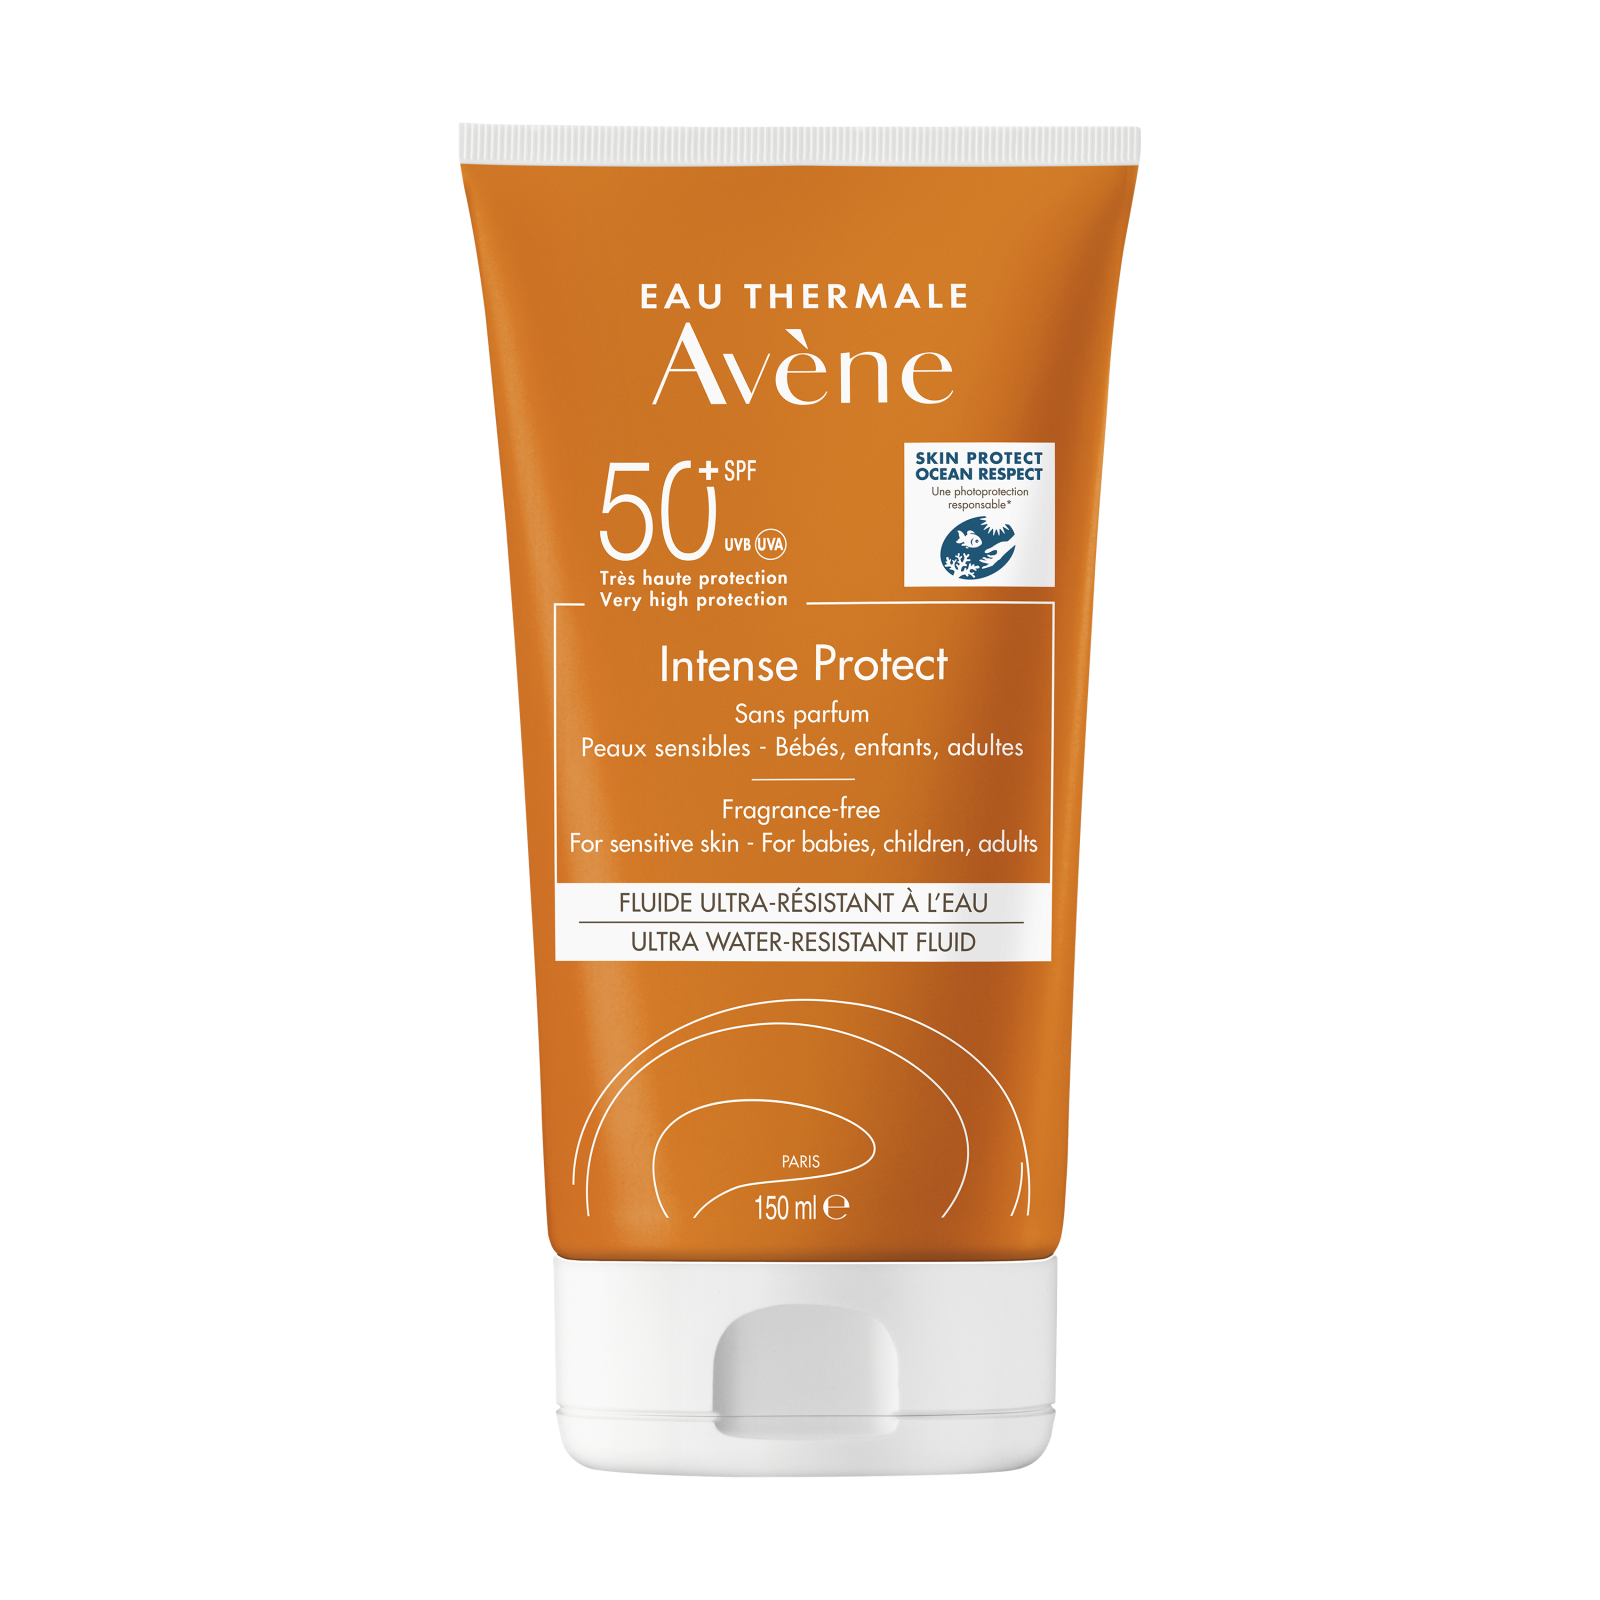 EAU THERMALE
Avène
50+ SPF
UVB UVA
Très haute protection
Very high protection
SKIN PROTECT
OCEAN RESPECT
Une photoprotection
responsable*
Intense Protect
Sans parfum
Peaux sensibles - Bébés, enfants, adultes
Fragrance-free
For sensitive skin - For babies, children, adults
FLUIDE ULTRA-RÉSISTANT À L'EAU
ULTRA WATER-RESISTANT FLUID
PARIS
150 ml ℮